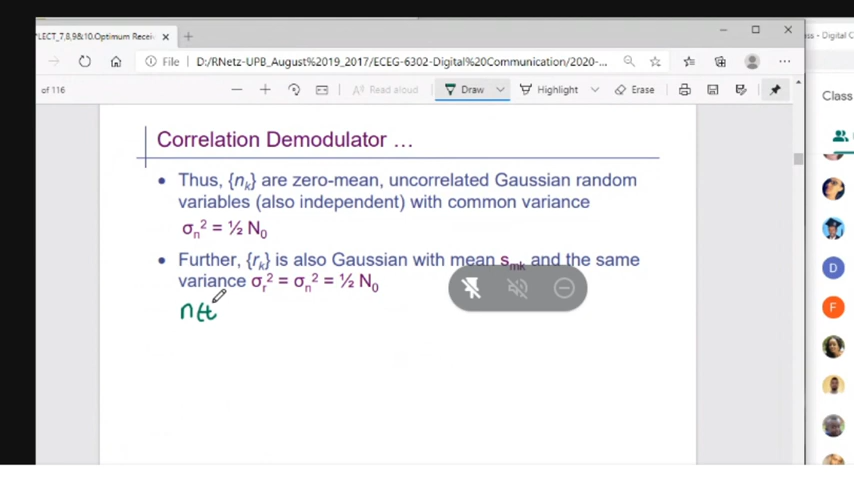 *LECT_7,8,9&10.Optimum Recei
ss - Digital C
File
D:/RNetz-UPB_August%2019_2017/ECEG-6302-Digital%20Communication/2020-...
of 116
Read aloud
Draw
Highlight
Erase
Class
Correlation Demodulator ...
• Thus, {nₖ} are zero-mean, uncorrelated Gaussian random
variables (also independent) with common variance
σₙ² = ½ N₀
• Further, {rₖ} is also Gaussian with mean sₘₖ and the same
variance σᵣ² = σₙ² = ½ N₀
n(t
D
F